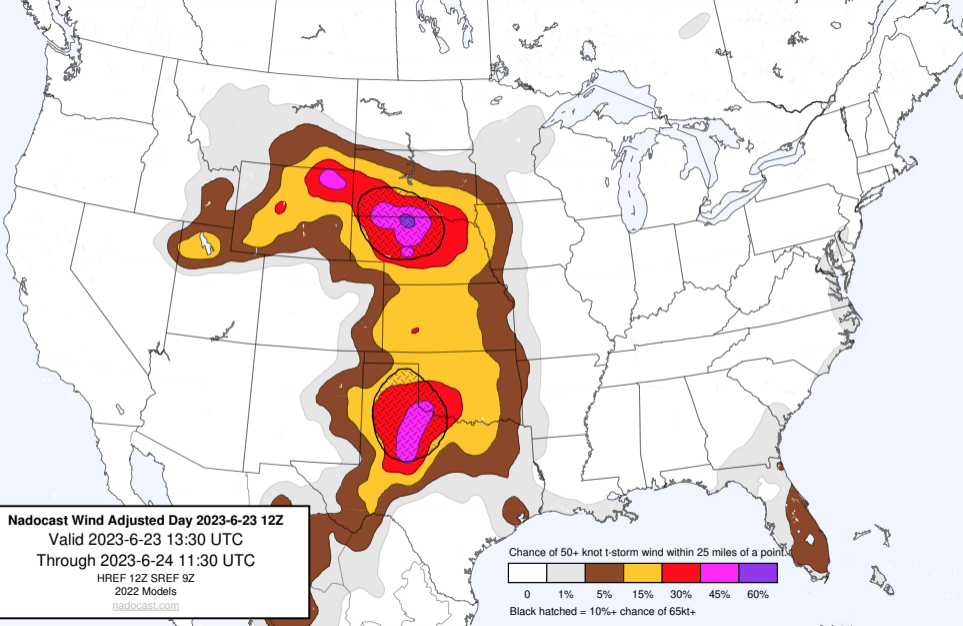 Nadocast Wind Adjusted Day 2023-6-23 12Z
Valid 2023-6-23 13:30 UTC
Through 2023-6-24 11:30 UTC
HREF 12Z SREF 9Z
2022 Models
nadocast.com
Chance of 50+ knot t-storm wind within 25 miles of a point.
0 1% 5% 15% 30% 45% 60%
Black hatched = 10%+ chance of 65kt+